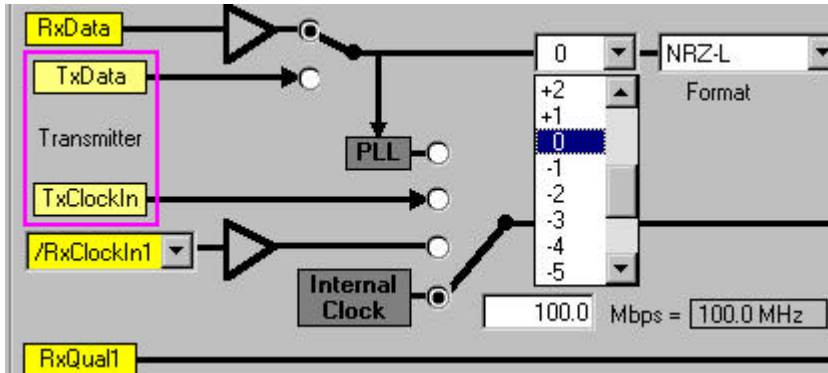 RxData
TxData
Transmitter
TxClockIn
/RxClockIn1
RxQual1
PLL
Internal
Clock
0
NRZ-L
Format
+2
+1
0
-1
-2
-3
-4
-5
100.0 Mbps = 100.0 MHz